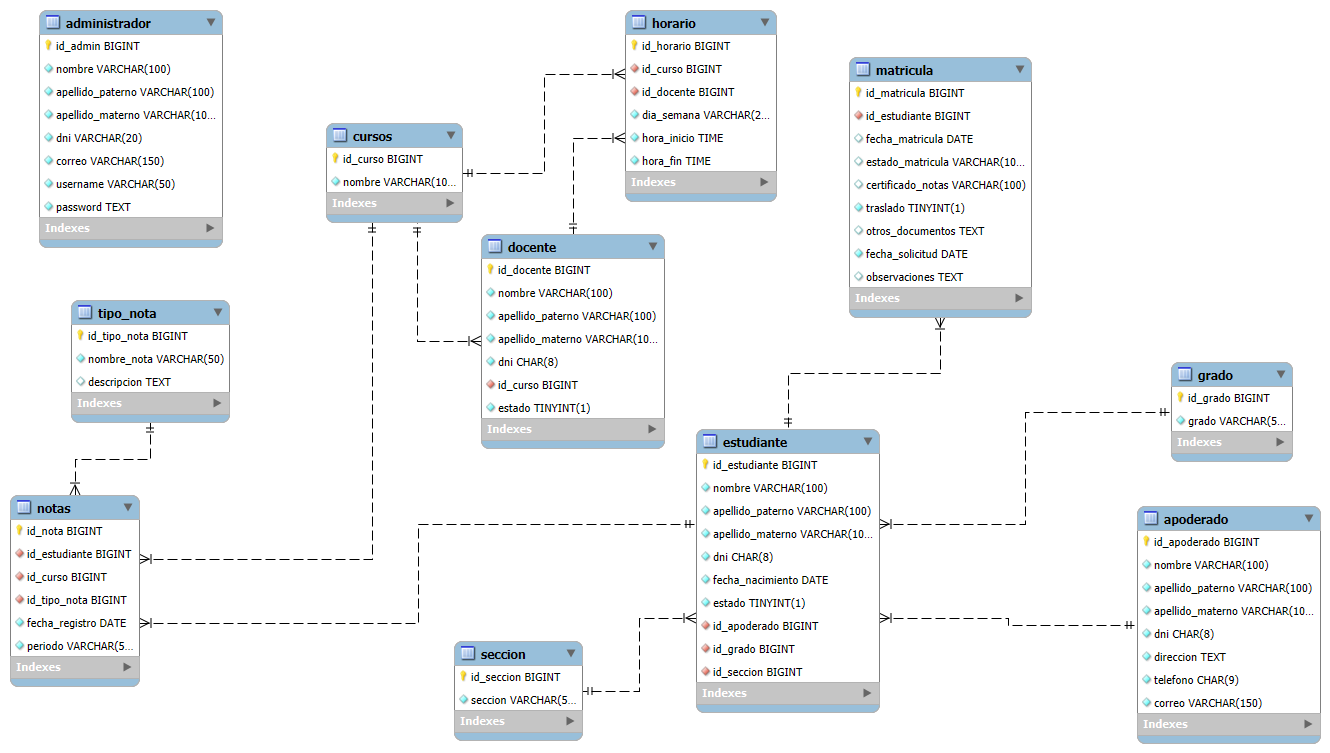 administrador
id_admin BIGINT
nombre VARCHAR(100)
apellido_paterno VARCHAR(100)
apellido_materno VARCHAR(10...
dni VARCHAR(20)
correo VARCHAR(150)
username VARCHAR(50)
password TEXT
Indexes
cursos
id_curso BIGINT
nombre VARCHAR(10...
Indexes
horario
id_horario BIGINT
id_curso BIGINT
id_docente BIGINT
dia_semana VARCHAR(2...
hora_inicio TIME
hora_fin TIME
Indexes
matricula
id_matricula BIGINT
id_estudiante BIGINT
fecha_matricula DATE
estado_matricula VARCHAR(10...
certificado_notas VARCHAR(100)
traslado TINYINT(1)
otros_documentos TEXT
fecha_solicitud DATE
observaciones TEXT
Indexes
docente
id_docente BIGINT
nombre VARCHAR(100)
apellido_paterno VARCHAR(100)
apellido_materno VARCHAR(10...
dni CHAR(8)
id_curso BIGINT
estado TINYINT(1)
Indexes
tipo_nota
id_tipo_nota BIGINT
nombre_nota VARCHAR(50)
descripcion TEXT
Indexes
grado
id_grado BIGINT
grado VARCHAR(5...
Indexes
estudiante
id_estudiante BIGINT
nombre VARCHAR(100)
apellido_paterno VARCHAR(100)
apellido_materno VARCHAR(10...
dni CHAR(8)
fecha_nacimiento DATE
estado TINYINT(1)
id_apoderado BIGINT
id_grado BIGINT
id_seccion BIGINT
Indexes
notas
id_nota BIGINT
id_estudiante BIGINT
id_curso BIGINT
id_tipo_nota BIGINT
fecha_registro DATE
periodo VARCHAR(5...
Indexes
apoderado
id_apoderado BIGINT
nombre VARCHAR(100)
apellido_paterno VARCHAR(100)
apellido_materno VARCHAR(10...
dni CHAR(8)
direccion TEXT
telefono CHAR(9)
correo VARCHAR(150)
Indexes
seccion
id_seccion BIGINT
seccion VARCHAR(5...
Indexes